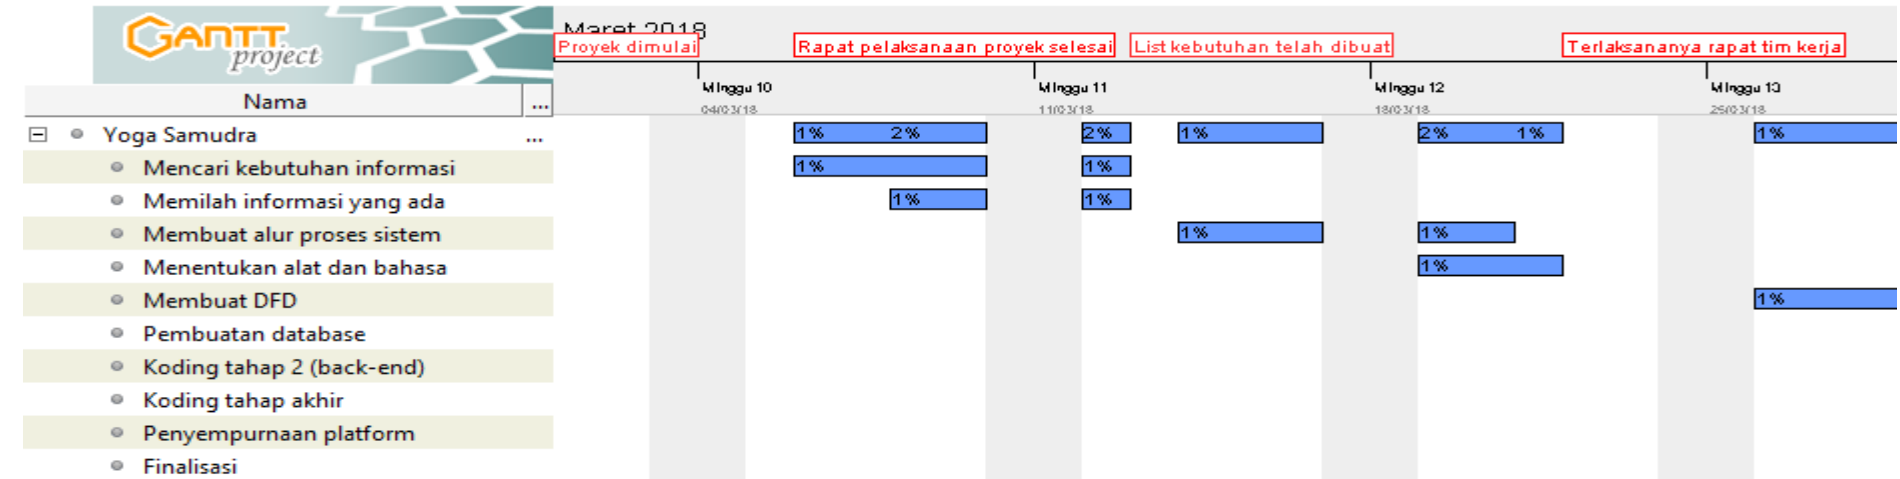 GANTT
project
Maret 2018
Proyek dimulai
Rapat pelaksanaan proyek selesai
List kebutuhan telah dibuat
Terlaksananya rapat tim kerja
Minggu 10
Minggu 11
Minggu 12
Minggu 13
04/03/18
11/03/18
18/03/18
25/03/18
Nama ...
Yoga Samudra ... 1% 2% 2% 1% 2% 1% 1%
Mencari kebutuhan informasi 1% 1%
Memilah informasi yang ada 1% 1%
Membuat alur proses sistem 1% 1%
Menentukan alat dan bahasa 1%
Membuat DFD 1%
Pembuatan database
Koding tahap 2 (back-end)
Koding tahap akhir
Penyempurnaan platform
Finalisasi